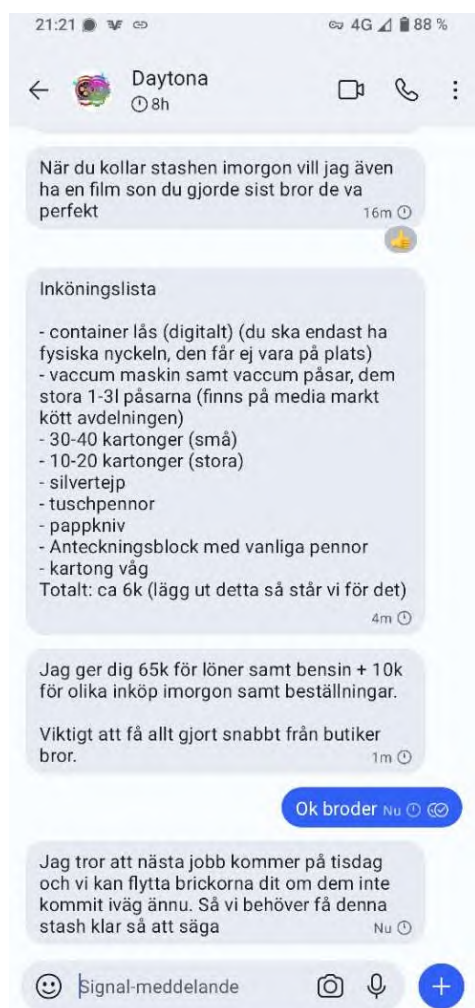 21:21 4G 88 %
Daytona
8h
När du kollar stashen imorgon vill jag även
ha en film son du gjorde sist bror de va
perfekt
16m
Inköningslista
- container lås (digitalt) (du ska endast ha
fysiska nyckeln, den får ej vara på plats)
- vaccum maskin samt vaccum påsar, dem
stora 1-3l påsarna (finns på media markt
kött avdelningen)
- 30-40 kartonger (små)
- 10-20 kartonger (stora)
- silvertejp
- tuschpennor
- pappkniv
- Anteckningsblock med vanliga pennor
- kartong våg
Totalt: ca 6k (lägg ut detta så står vi för det)
4m
Jag ger dig 65k för löner samt bensin + 10k
för olika inköp imorgon samt beställningar.
Viktigt att få allt gjort snabbt från butiker
bror.
1m
Ok broder Nu
Jag tror att nästa jobb kommer på tisdag
och vi kan flytta brickorna dit om dem inte
kommit iväg ännu. Så vi behöver få denna
stash klar så att säga
Nu
Signal-meddelande